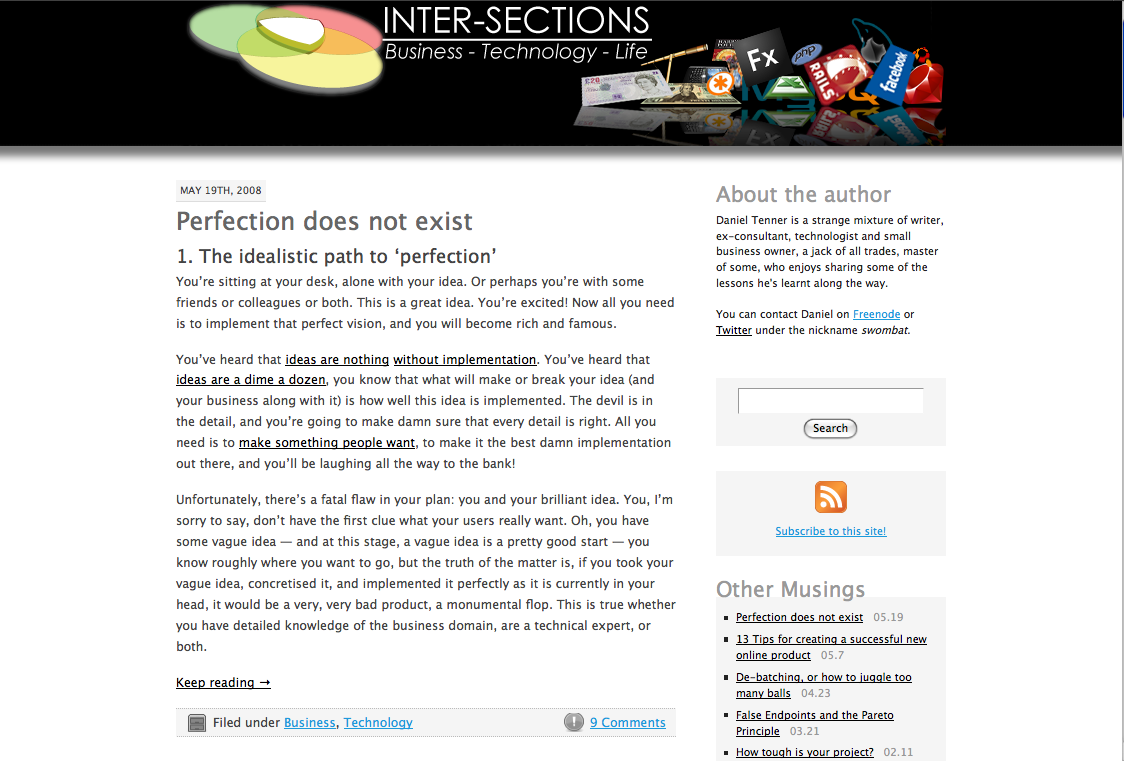 INTER-SECTIONS
Business - Technology - Life
Fx
php
RAILS
facebook
£20
MAY 19TH, 2008
Perfection does not exist
1. The idealistic path to ‘perfection’
You’re sitting at your desk, alone with your idea. Or perhaps you’re with some
friends or colleagues or both. This is a great idea. You’re excited! Now all you need
is to implement that perfect vision, and you will become rich and famous.
You’ve heard that ideas are nothing without implementation. You’ve heard that
ideas are a dime a dozen, you know that what will make or break your idea (and
your business along with it) is how well this idea is implemented. The devil is in
the detail, and you’re going to make damn sure that every detail is right. All you
need is to make something people want, to make it the best damn implementation
out there, and you’ll be laughing all the way to the bank!
Unfortunately, there’s a fatal flaw in your plan: you and your brilliant idea. You, I’m
sorry to say, don’t have the first clue what your users really want. Oh, you have
some vague idea — and at this stage, a vague idea is a pretty good start — you
know roughly where you want to go, but the truth of the matter is, if you took your
vague idea, concretised it, and implemented it perfectly as it is currently in your
head, it would be a very, very bad product, a monumental flop. This is true whether
you have detailed knowledge of the business domain, are a technical expert, or
both.
Keep reading →
Filed under Business, Technology
9 Comments
About the author
Daniel Tenner is a strange mixture of writer,
ex-consultant, technologist and small
business owner, a jack of all trades, master
of some, who enjoys sharing some of the
lessons he's learnt along the way.
You can contact Daniel on Freenode or
Twitter under the nickname swombat.
Search
Subscribe to this site!
Other Musings
Perfection does not exist 05.19
13 Tips for creating a successful new
online product 05.7
De-batching, or how to juggle too
many balls 04.23
False Endpoints and the Pareto
Principle 03.21
How tough is your project? 02.11